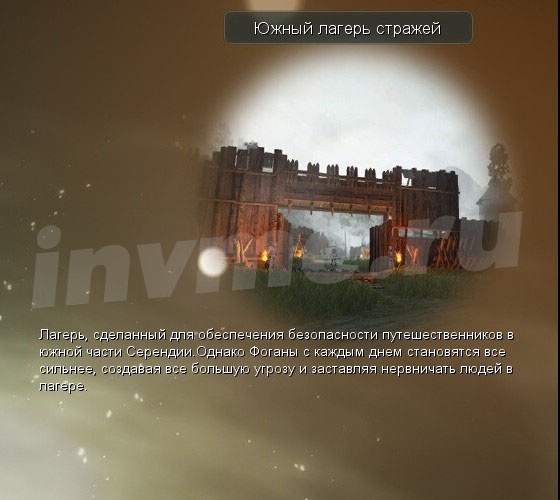 Южный лагерь стражей
invme.ru
Лагерь, сделанный для обеспечения безопасности путешественников в
южной части Серендии.Однако Фоганы с каждым днем становятся все
сильнее, создавая все большую угрозу и заставляя нервничать людей в
лагере.